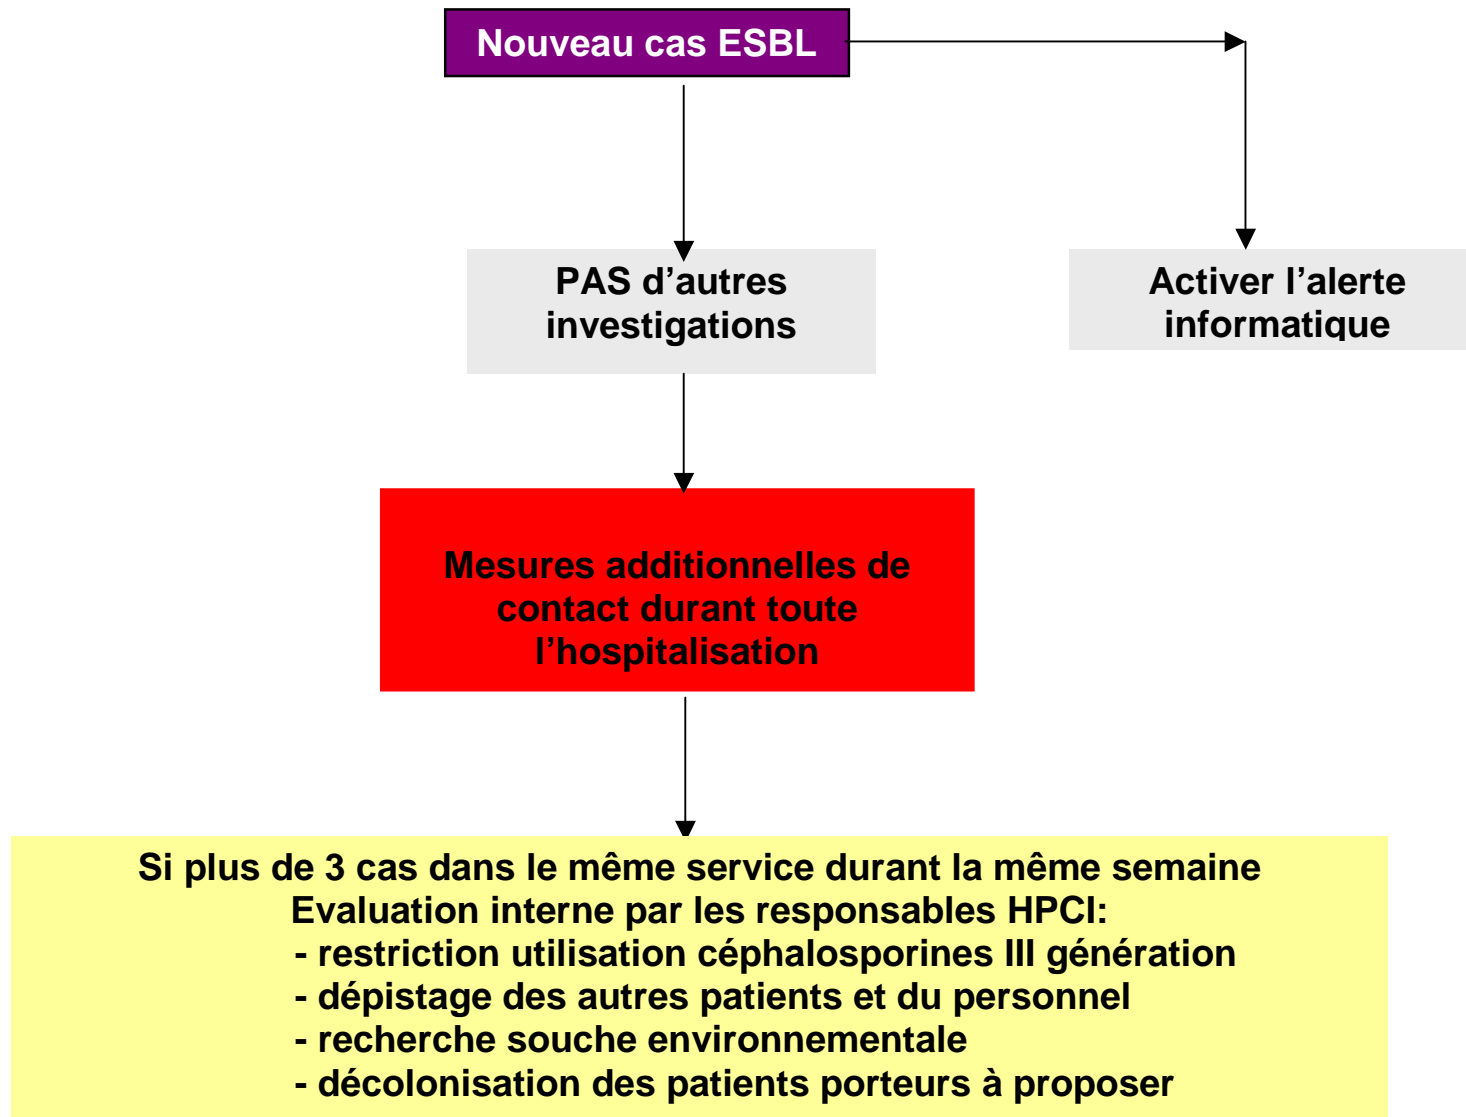 Nouveau cas ESBL
PAS d’autres
investigations
Activer l’alerte
informatique
Mesures additionnelles de
contact durant toute
l’hospitalisation
Si plus de 3 cas dans le même service durant la même semaine
Evaluation interne par les responsables HPCI:
- restriction utilisation céphalosporines III génération
- dépistage des autres patients et du personnel
- recherche souche environnementale
- décolonisation des patients porteurs à proposer